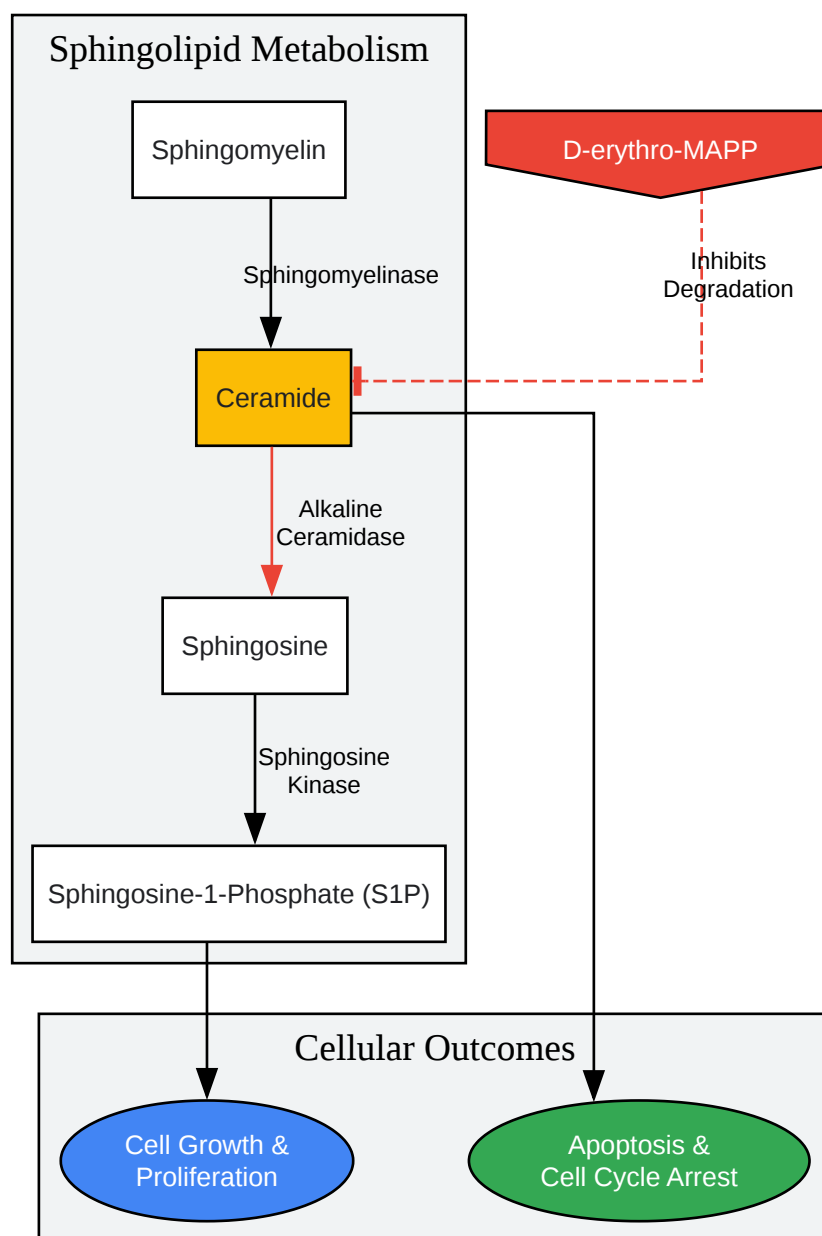 Sphingolipid Metabolism
Sphingomyelin
D-erythro-MAPP
Sphingomyelinase
Inhibits
Degradation
Ceramide
Alkaline
Ceramidase
Sphingosine
Sphingosine
Kinase
Sphingosine-1-Phosphate (S1P)
Cellular Outcomes
Cell Growth &
Proliferation
Apoptosis &
Cell Cycle Arrest